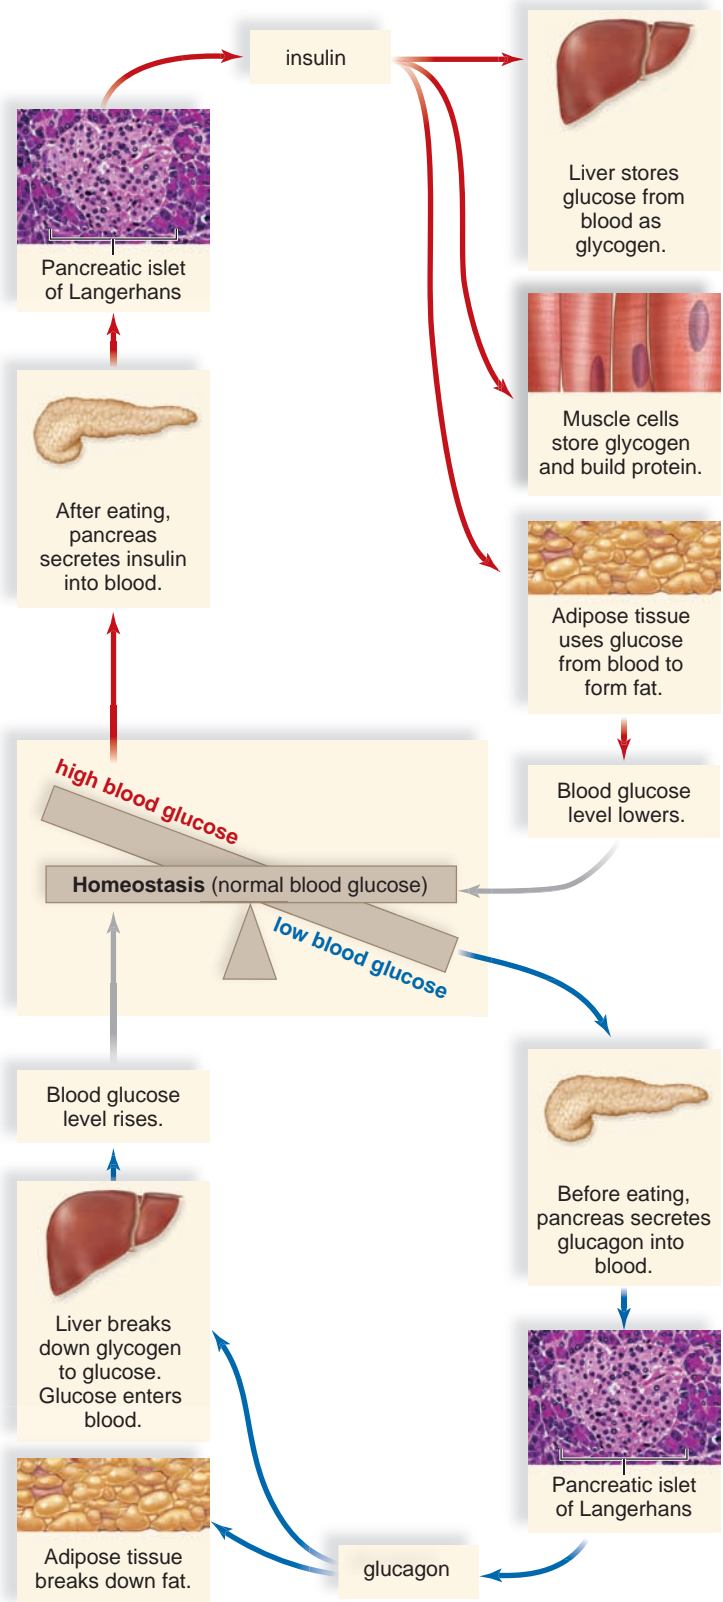 insulin
Liver stores
glucose from
blood as
glycogen.
Pancreatic islet
of Langerhans
Muscle cells
store glycogen
and build protein.
After eating,
pancreas
secretes insulin
into blood.
Adipose tissue
uses glucose
from blood to
form fat.
Blood glucose
level lowers.
high blood glucose
Homeostasis (normal blood glucose)
low blood glucose
Blood glucose
level rises.
Before eating,
pancreas secretes
glucagon into
blood.
Liver breaks
down glycogen
to glucose.
Glucose enters
blood.
Pancreatic islet
of Langerhans
Adipose tissue
breaks down fat.
glucagon